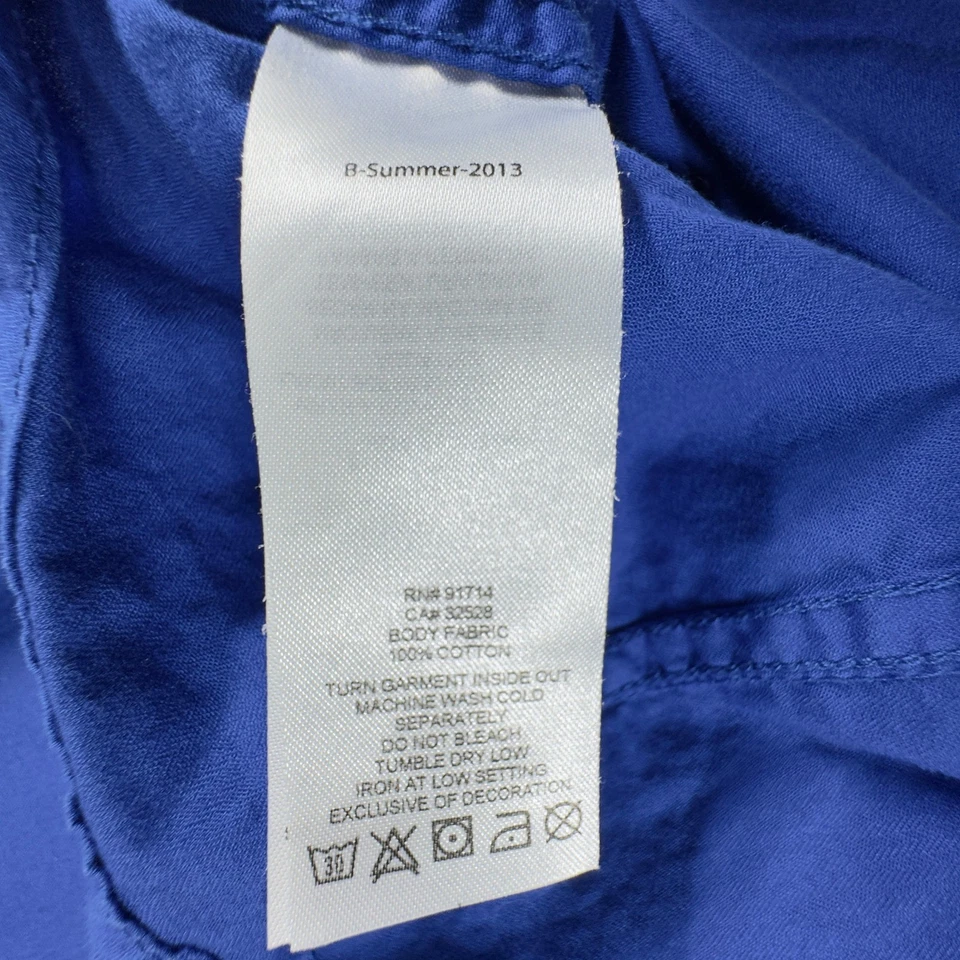 B-Summer-2013
RN# 91714
CA# 32528
BODY FABRIC
100% COTTON
TURN GARMENT INSIDE OUT
MACHINE WASH COLD
SEPARATELY
DO NOT BLEACH
TUMBLE DRY LOW
IRON AT LOW SETTING
EXCLUSIVE OF DECORATION
30